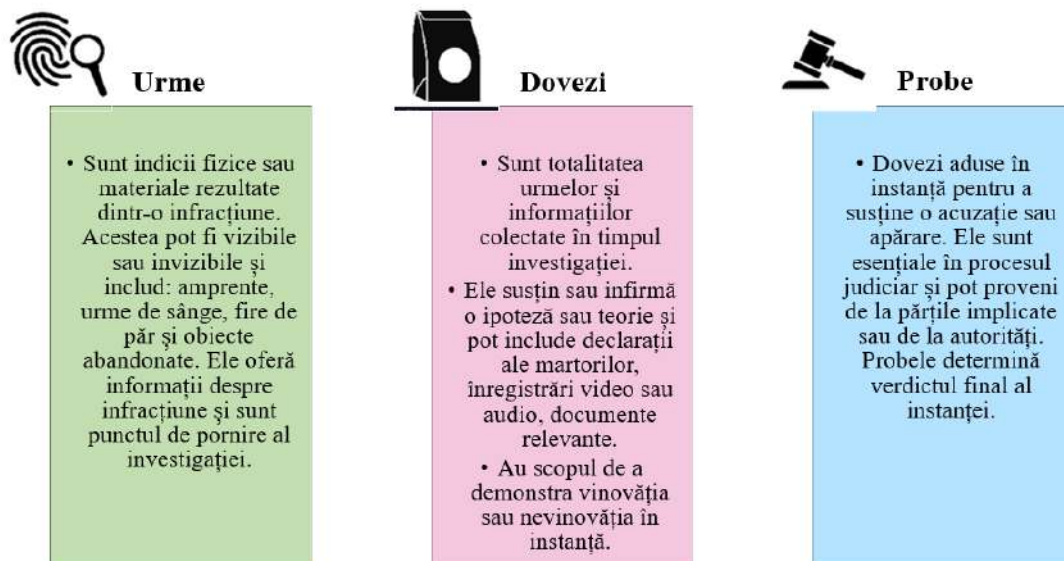 Urme
• Sunt indicii fizice sau
materiale rezultate
dintr-o infracțiune.
Acestea pot fi vizibile
sau invizibile și
includ: amprente,
urme de sânge, fire de
păr și obiecte
abandonate. Ele oferă
informații despre
infracțiune și sunt
punctul de pornire al
investigației.
Dovezi
• Sunt totalitatea
urmelor și
informațiilor
colectate în timpul
investigației.
• Ele susțin sau infirmă
o ipoteză sau teorie și
pot include declarații
ale martorilor,
înregistrări video sau
audio, documente
relevante.
• Au scopul de a
demonstra vinovăția
sau nevinovăția în
instanță.
Probe
• Dovezi aduse în
instanță pentru a
susține o acuzație sau
apărare. Ele sunt
esențiale în procesul
judiciar și pot proveni
de la părțile implicate
sau de la autorități.
Probele determină
verdictul final al
instanței.